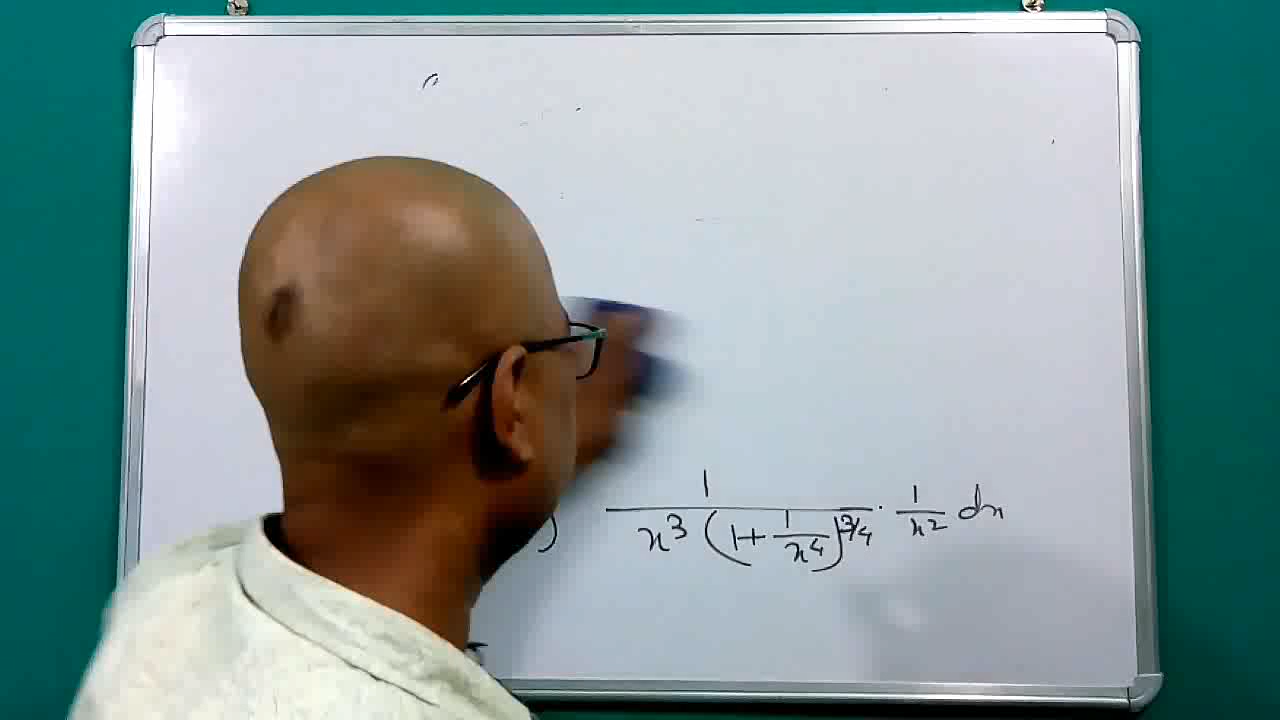 ∫ 1/(x³(1+1/x⁴)^(3/4)) · 1/x² dx